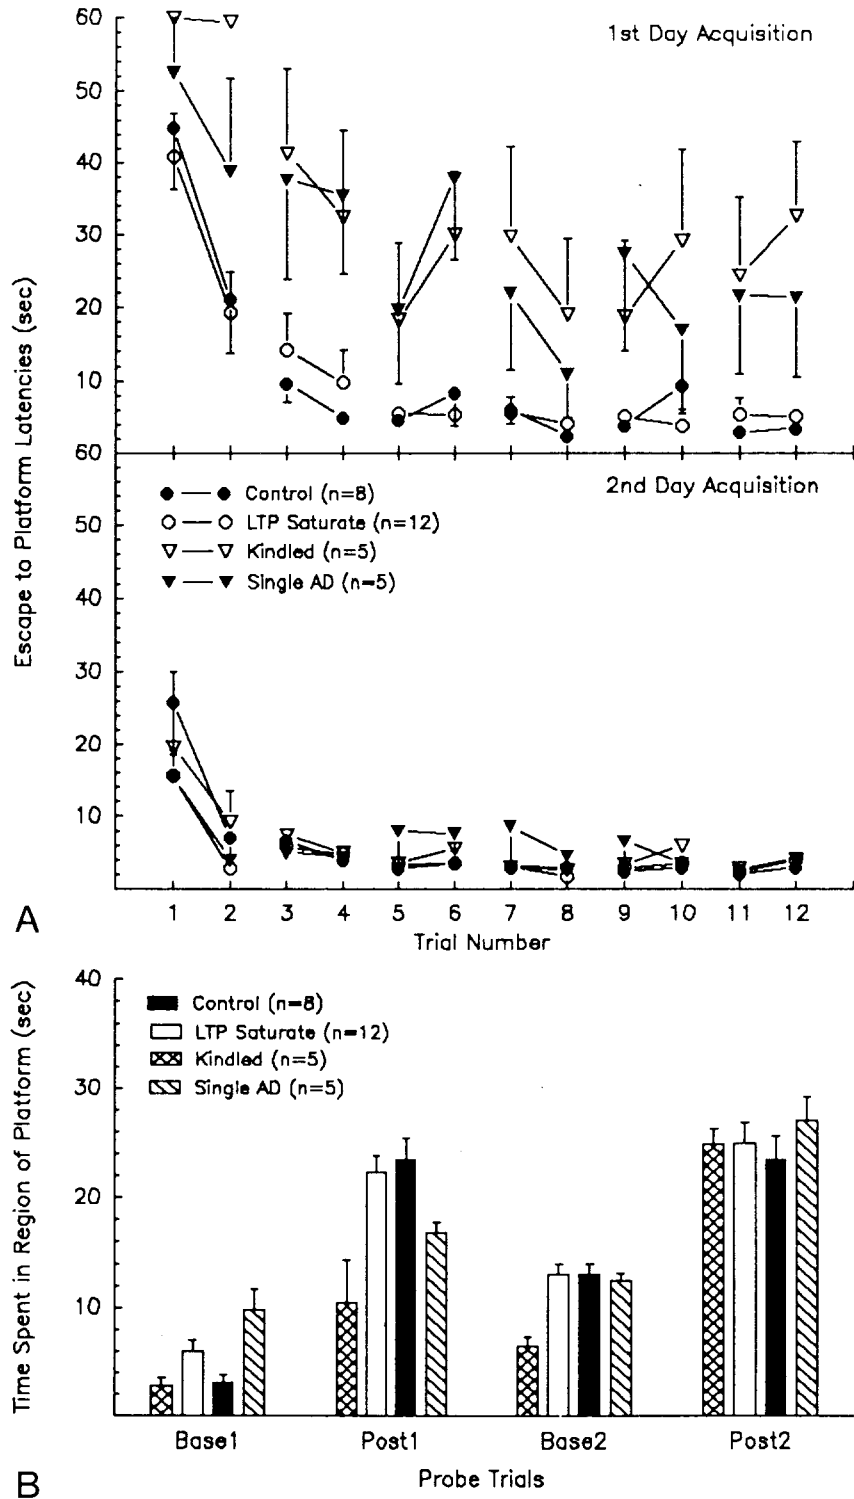 60
1st Day Acquisition
50
40
30
20
10
60
2nd Day Acquisition
Control (n=8)
50
LTP Saturate (n=12)
Kindled (n=5)
Single AD (n=5)
40
30
20
10
Escape to Platform Latencies (sec)
1 2 3 4 5 6 7 8 9 10 11 12
A
Trial Number
40
Control (n=8)
LTP Saturate (n=12)
Kindled (n=5)
Single AD (n=5)
30
20
10
Time Spent in Region of Platform (sec)
Base1 Post1 Base2 Post2
B
Probe Trials